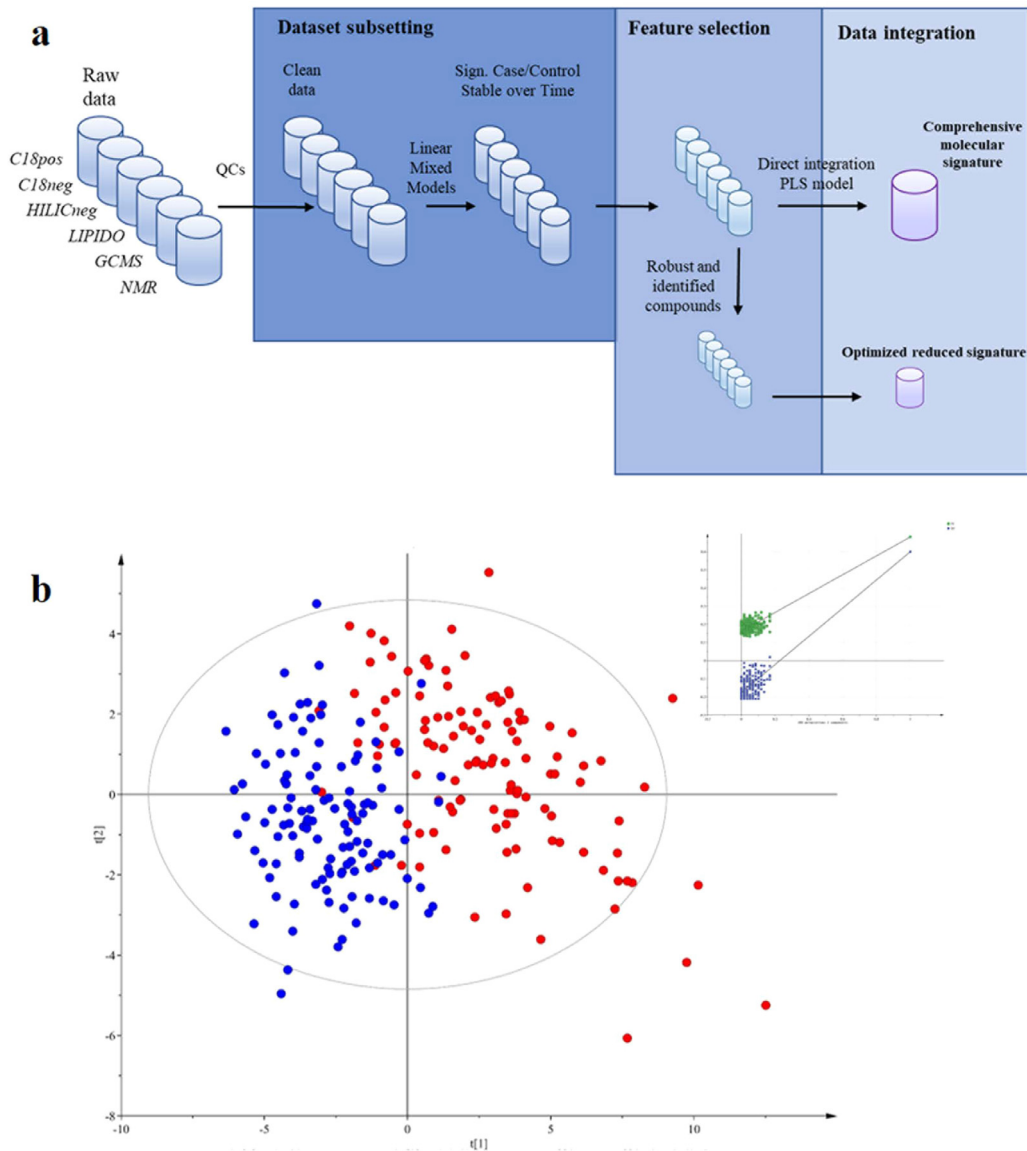 a
Dataset subsetting
Feature selection
Data integration
Raw
data
C18pos
C18neg
HILICneg
LIPIDO
GCMS
NMR
QCs
Clean
data
Linear
Mixed
Models
Sign. Case/Control
Stable over Time
Direct integration
PLS model
Comprehensive
molecular
signature
Robust and
identified
compounds
Optimized reduced signature
b
t[2]
4
2
0
-2
-4
-6
-8
-10
-5
0
5
10
t[1]